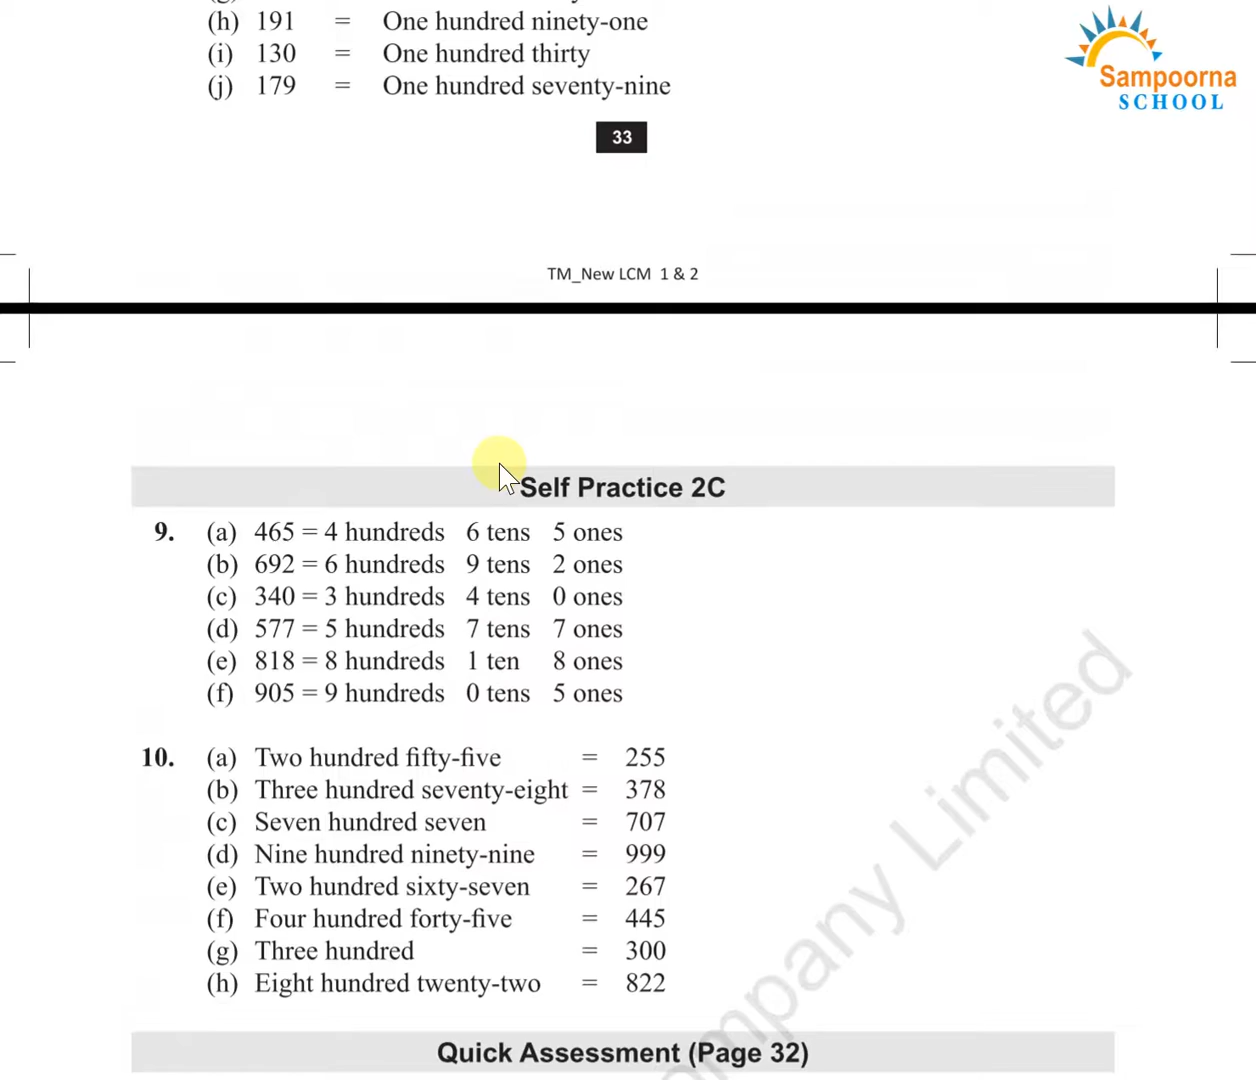 (h) 191 = One hundred ninety-one
(i) 130 = One hundred thirty
(j) 179 = One hundred seventy-nine
Sampoorna
SCHOOL
33
TM_New LCM 1 & 2
Self Practice 2C
9. (a) 465 = 4 hundreds 6 tens 5 ones
(b) 692 = 6 hundreds 9 tens 2 ones
(c) 340 = 3 hundreds 4 tens 0 ones
(d) 577 = 5 hundreds 7 tens 7 ones
(e) 818 = 8 hundreds 1 ten 8 ones
(f) 905 = 9 hundreds 0 tens 5 ones
10. (a) Two hundred fifty-five = 255
(b) Three hundred seventy-eight = 378
(c) Seven hundred seven = 707
(d) Nine hundred ninety-nine = 999
(e) Two hundred sixty-seven = 267
(f) Four hundred forty-five = 445
(g) Three hundred = 300
(h) Eight hundred twenty-two = 822
Limited
Quick Assessment (Page 32)